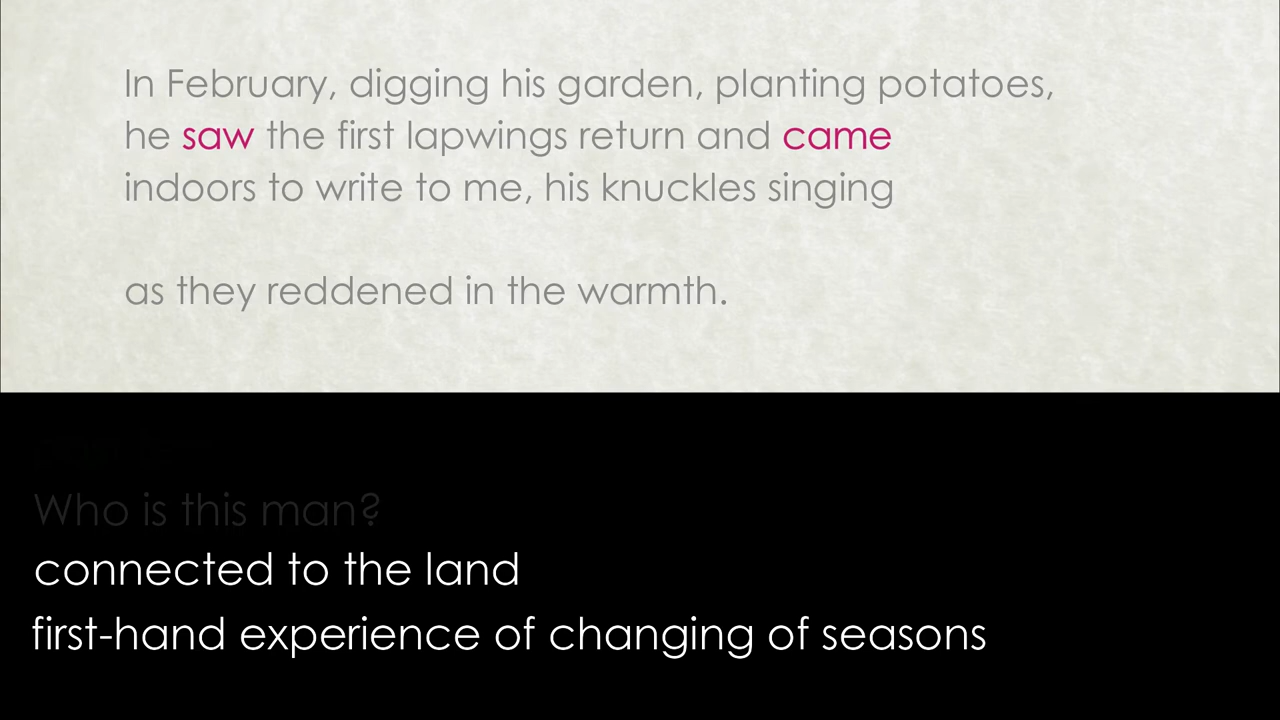 In February, digging his garden, planting potatoes,
he saw the first lapwings return and came
indoors to write to me, his knuckles singing
as they reddened in the warmth.
Who is this man?
connected to the land
first-hand experience of changing of seasons